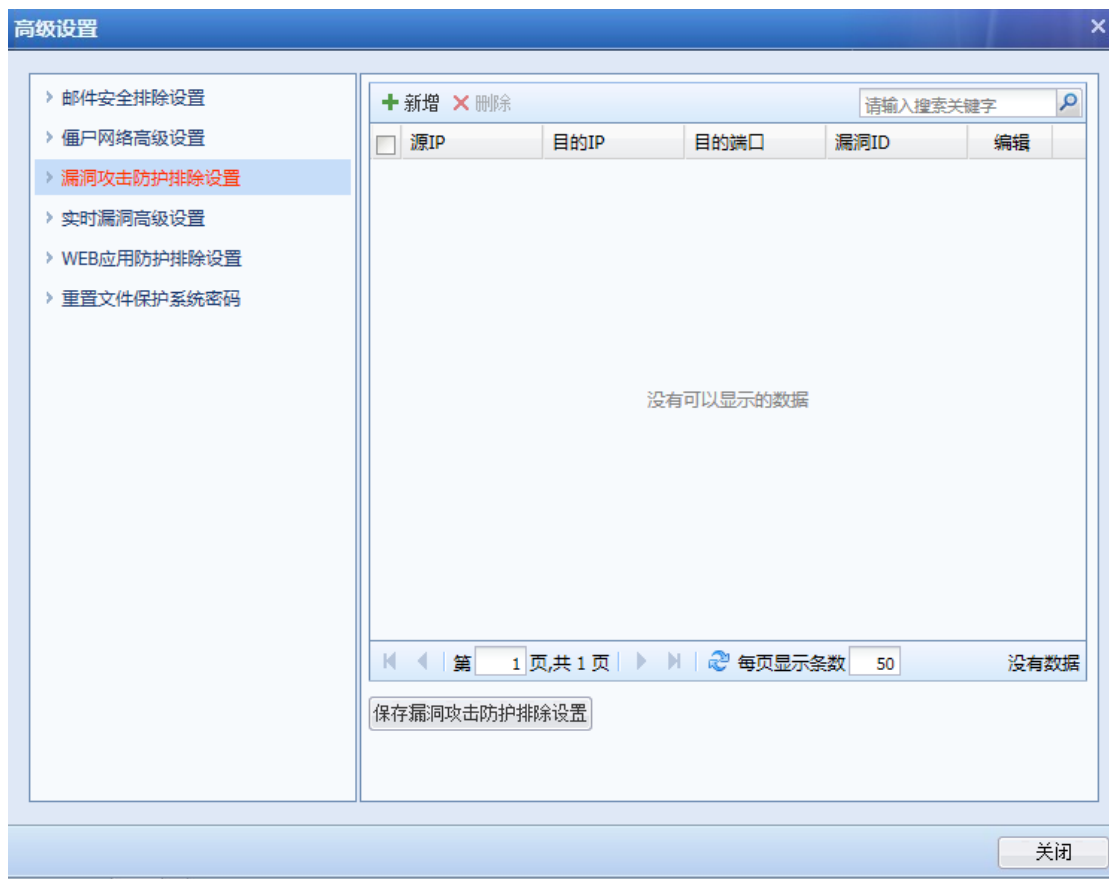 高级设置
邮件安全排除设置
僵尸网络高级设置
漏洞攻击防护排除设置
实时漏洞高级设置
WEB应用防护排除设置
重置文件保护系统密码
新增 删除 请输入搜索关键字
源IP 目的IP 目的端口 漏洞ID 编辑
没有可以显示的数据
第 1 页,共 1 页 每页显示条数 50 没有数据
保存漏洞攻击防护排除设置
关闭